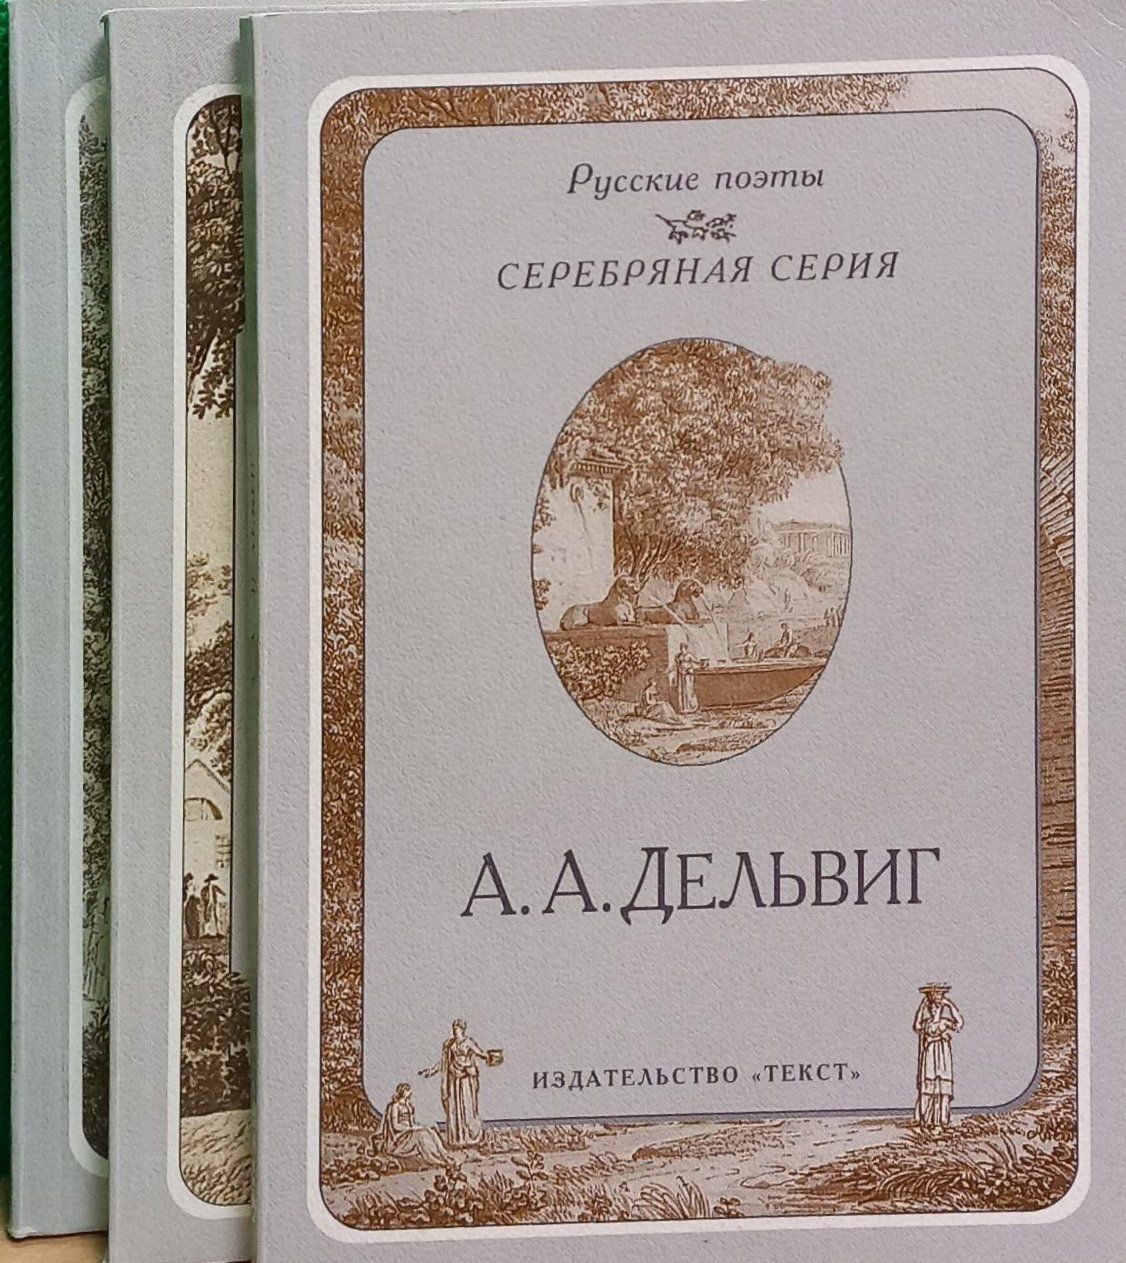 Русские поэты
СЕРЕБРЯНАЯ СЕРИЯ
А. А. ДЕЛЬВИГ
ИЗДАТЕЛЬСТВО «ТЕКСТ»